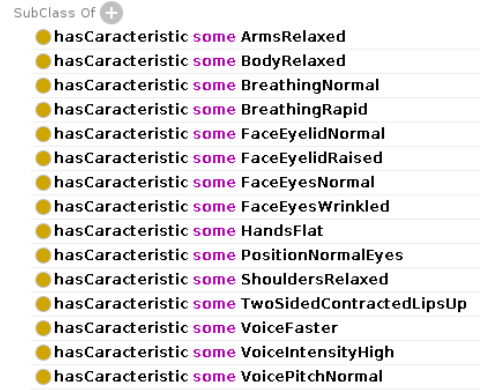 SubClass Of
hasCaracteristic some ArmsRelaxed
hasCaracteristic some BodyRelaxed
hasCaracteristic some BreathingNormal
hasCaracteristic some BreathingRapid
hasCaracteristic some FaceEyelidNormal
hasCaracteristic some FaceEyelidRaised
hasCaracteristic some FaceEyesNormal
hasCaracteristic some FaceEyesWrinkled
hasCaracteristic some HandsFlat
hasCaracteristic some PositionNormalEyes
hasCaracteristic some ShouldersRelaxed
hasCaracteristic some TwoSidedContractedLipsUp
hasCaracteristic some VoiceFaster
hasCaracteristic some VoiceIntensityHigh
hasCaracteristic some VoicePitchNormal